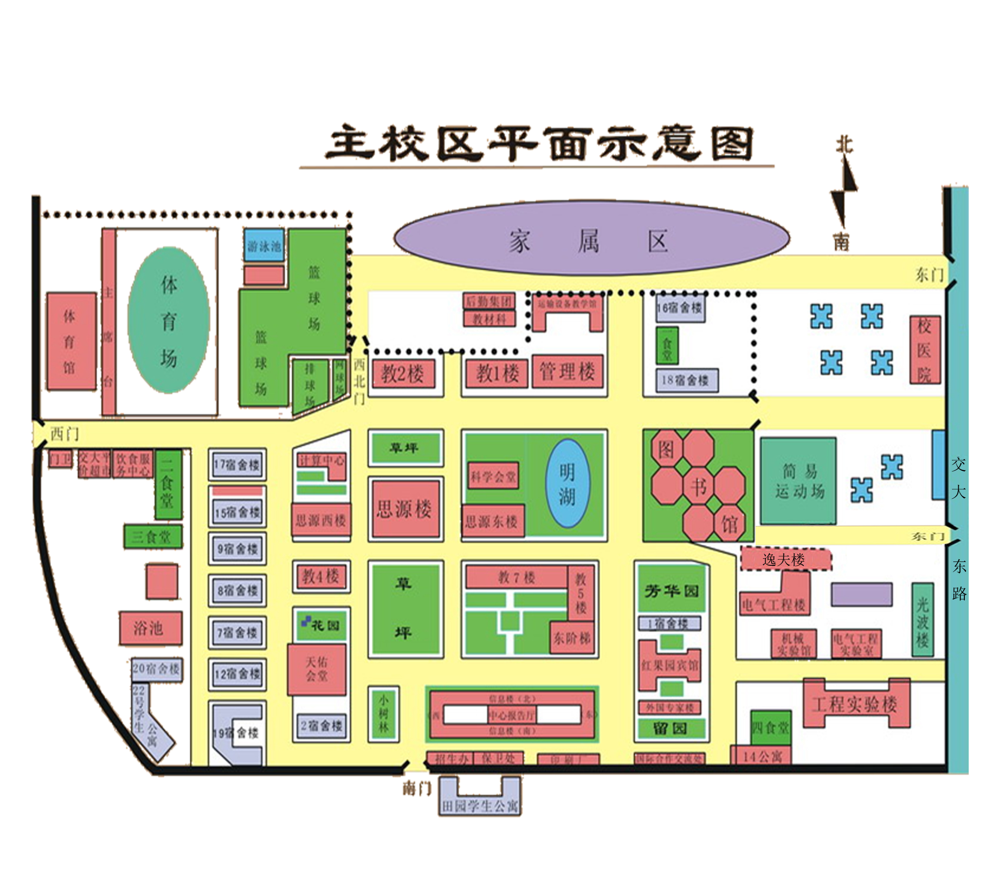 主校区平面示意图
北
南
家属区
东门
游泳池
篮球场
篮球场
体育场
主席台
体育馆
排球场
网球场
西北门
后勤集团
教材科
运输设备教学馆
教2楼
教1楼
管理楼
16宿舍楼
一食堂
18宿舍楼
校医院
西门
门卫
交大平
价超市
饮食服
务中心
二食堂
三食堂
浴池
20宿舍楼
22号学生公寓
17宿舍楼
15宿舍楼
9宿舍楼
8宿舍楼
7宿舍楼
12宿舍楼
19宿舍楼
计算中心
思源西楼
教4楼
花园
天佑
会堂
2宿舍楼
草坪
思源楼
草坪
小树林
科学会堂
思源东楼
明湖
教7楼
教5楼
东阶梯
信息楼（北）
（西
中心报告厅
（东）
信息楼（南）
招生办
保卫处
印刷厂
国际合作交流处
南门
田园学生公寓
图书馆
芳华园
1宿舍楼
红果园宾馆
外国专家楼
留园
简易
运动场
东门
逸夫楼
电气工程楼
机械
实验馆
电气工程
实验室
光波楼
工程实验楼
四食堂
14公寓
交大东路